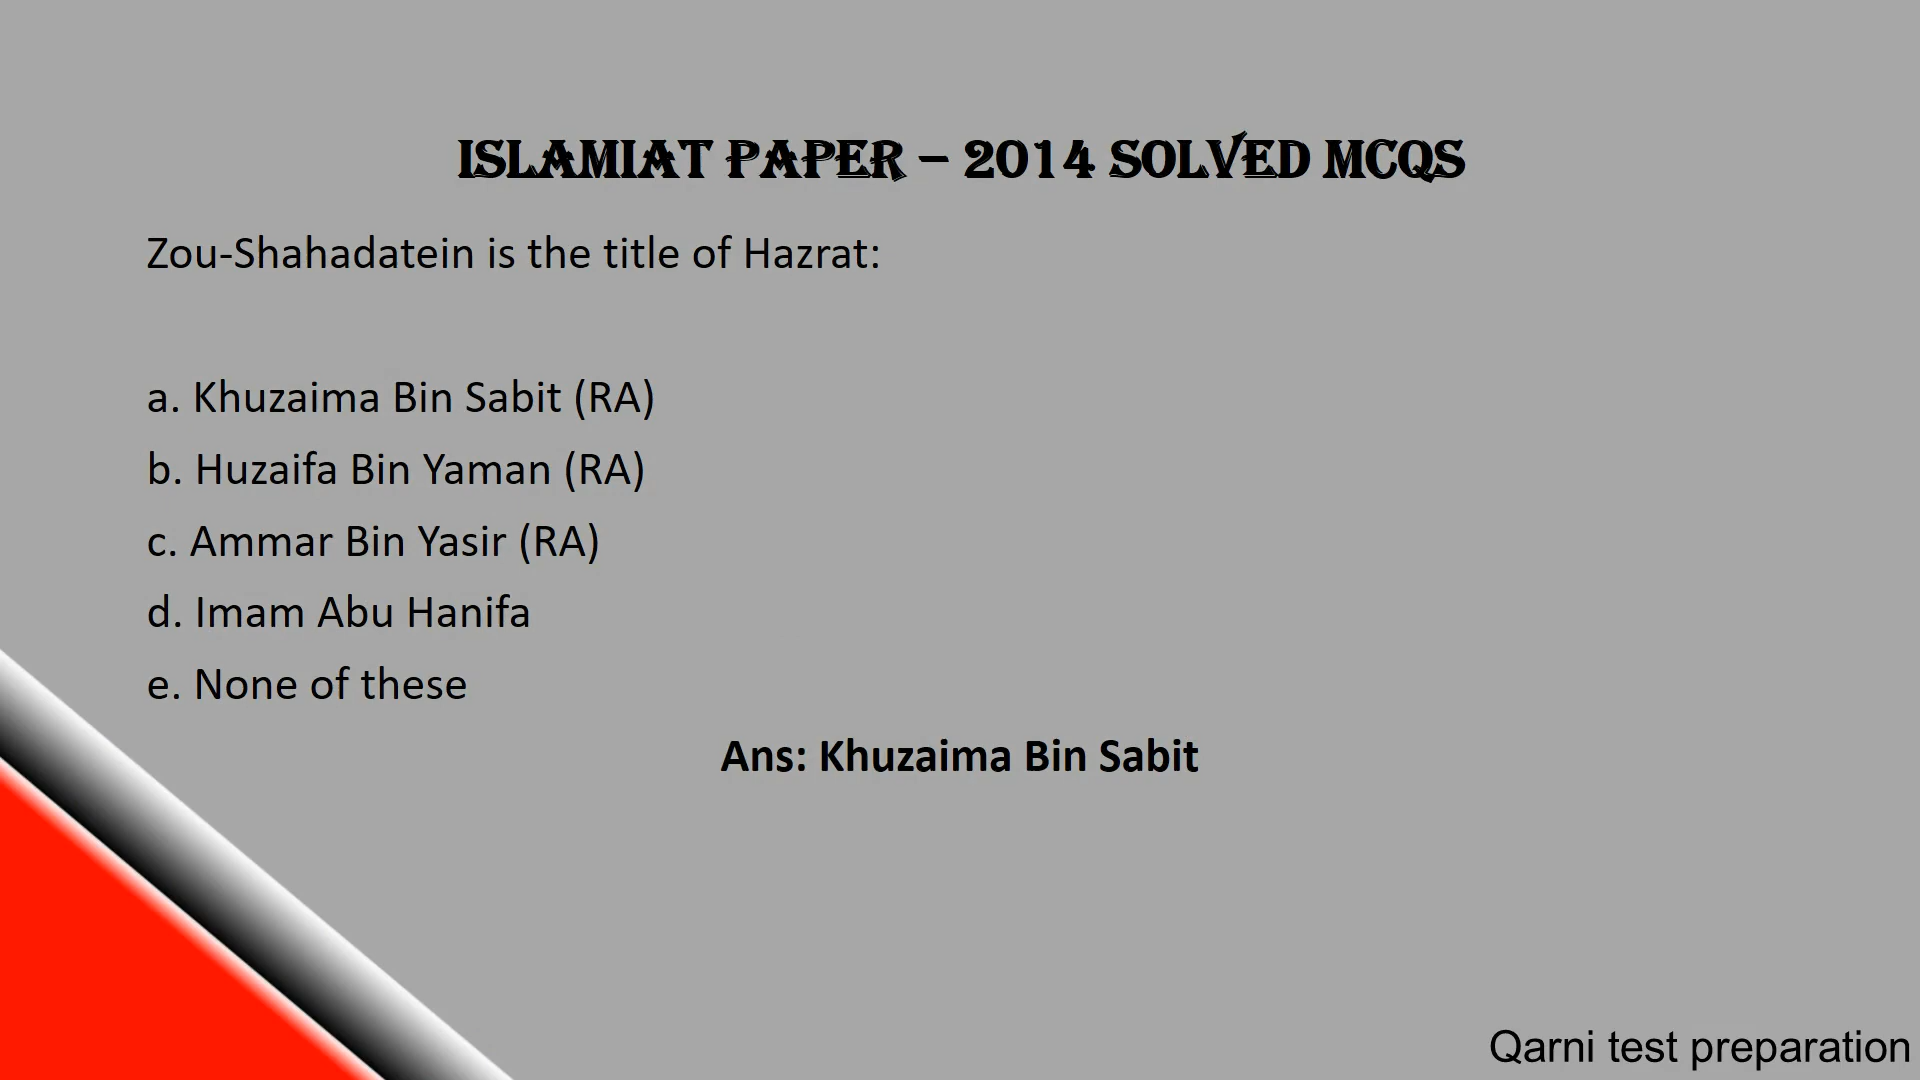 ISLAMIAT PAPER – 2014 SOLVED MCQS
Zou-Shahadatein is the title of Hazrat:
a. Khuzaima Bin Sabit (RA)
b. Huzaifa Bin Yaman (RA)
c. Ammar Bin Yasir (RA)
d. Imam Abu Hanifa
e. None of these
Ans: Khuzaima Bin Sabit
Qarni test preparation